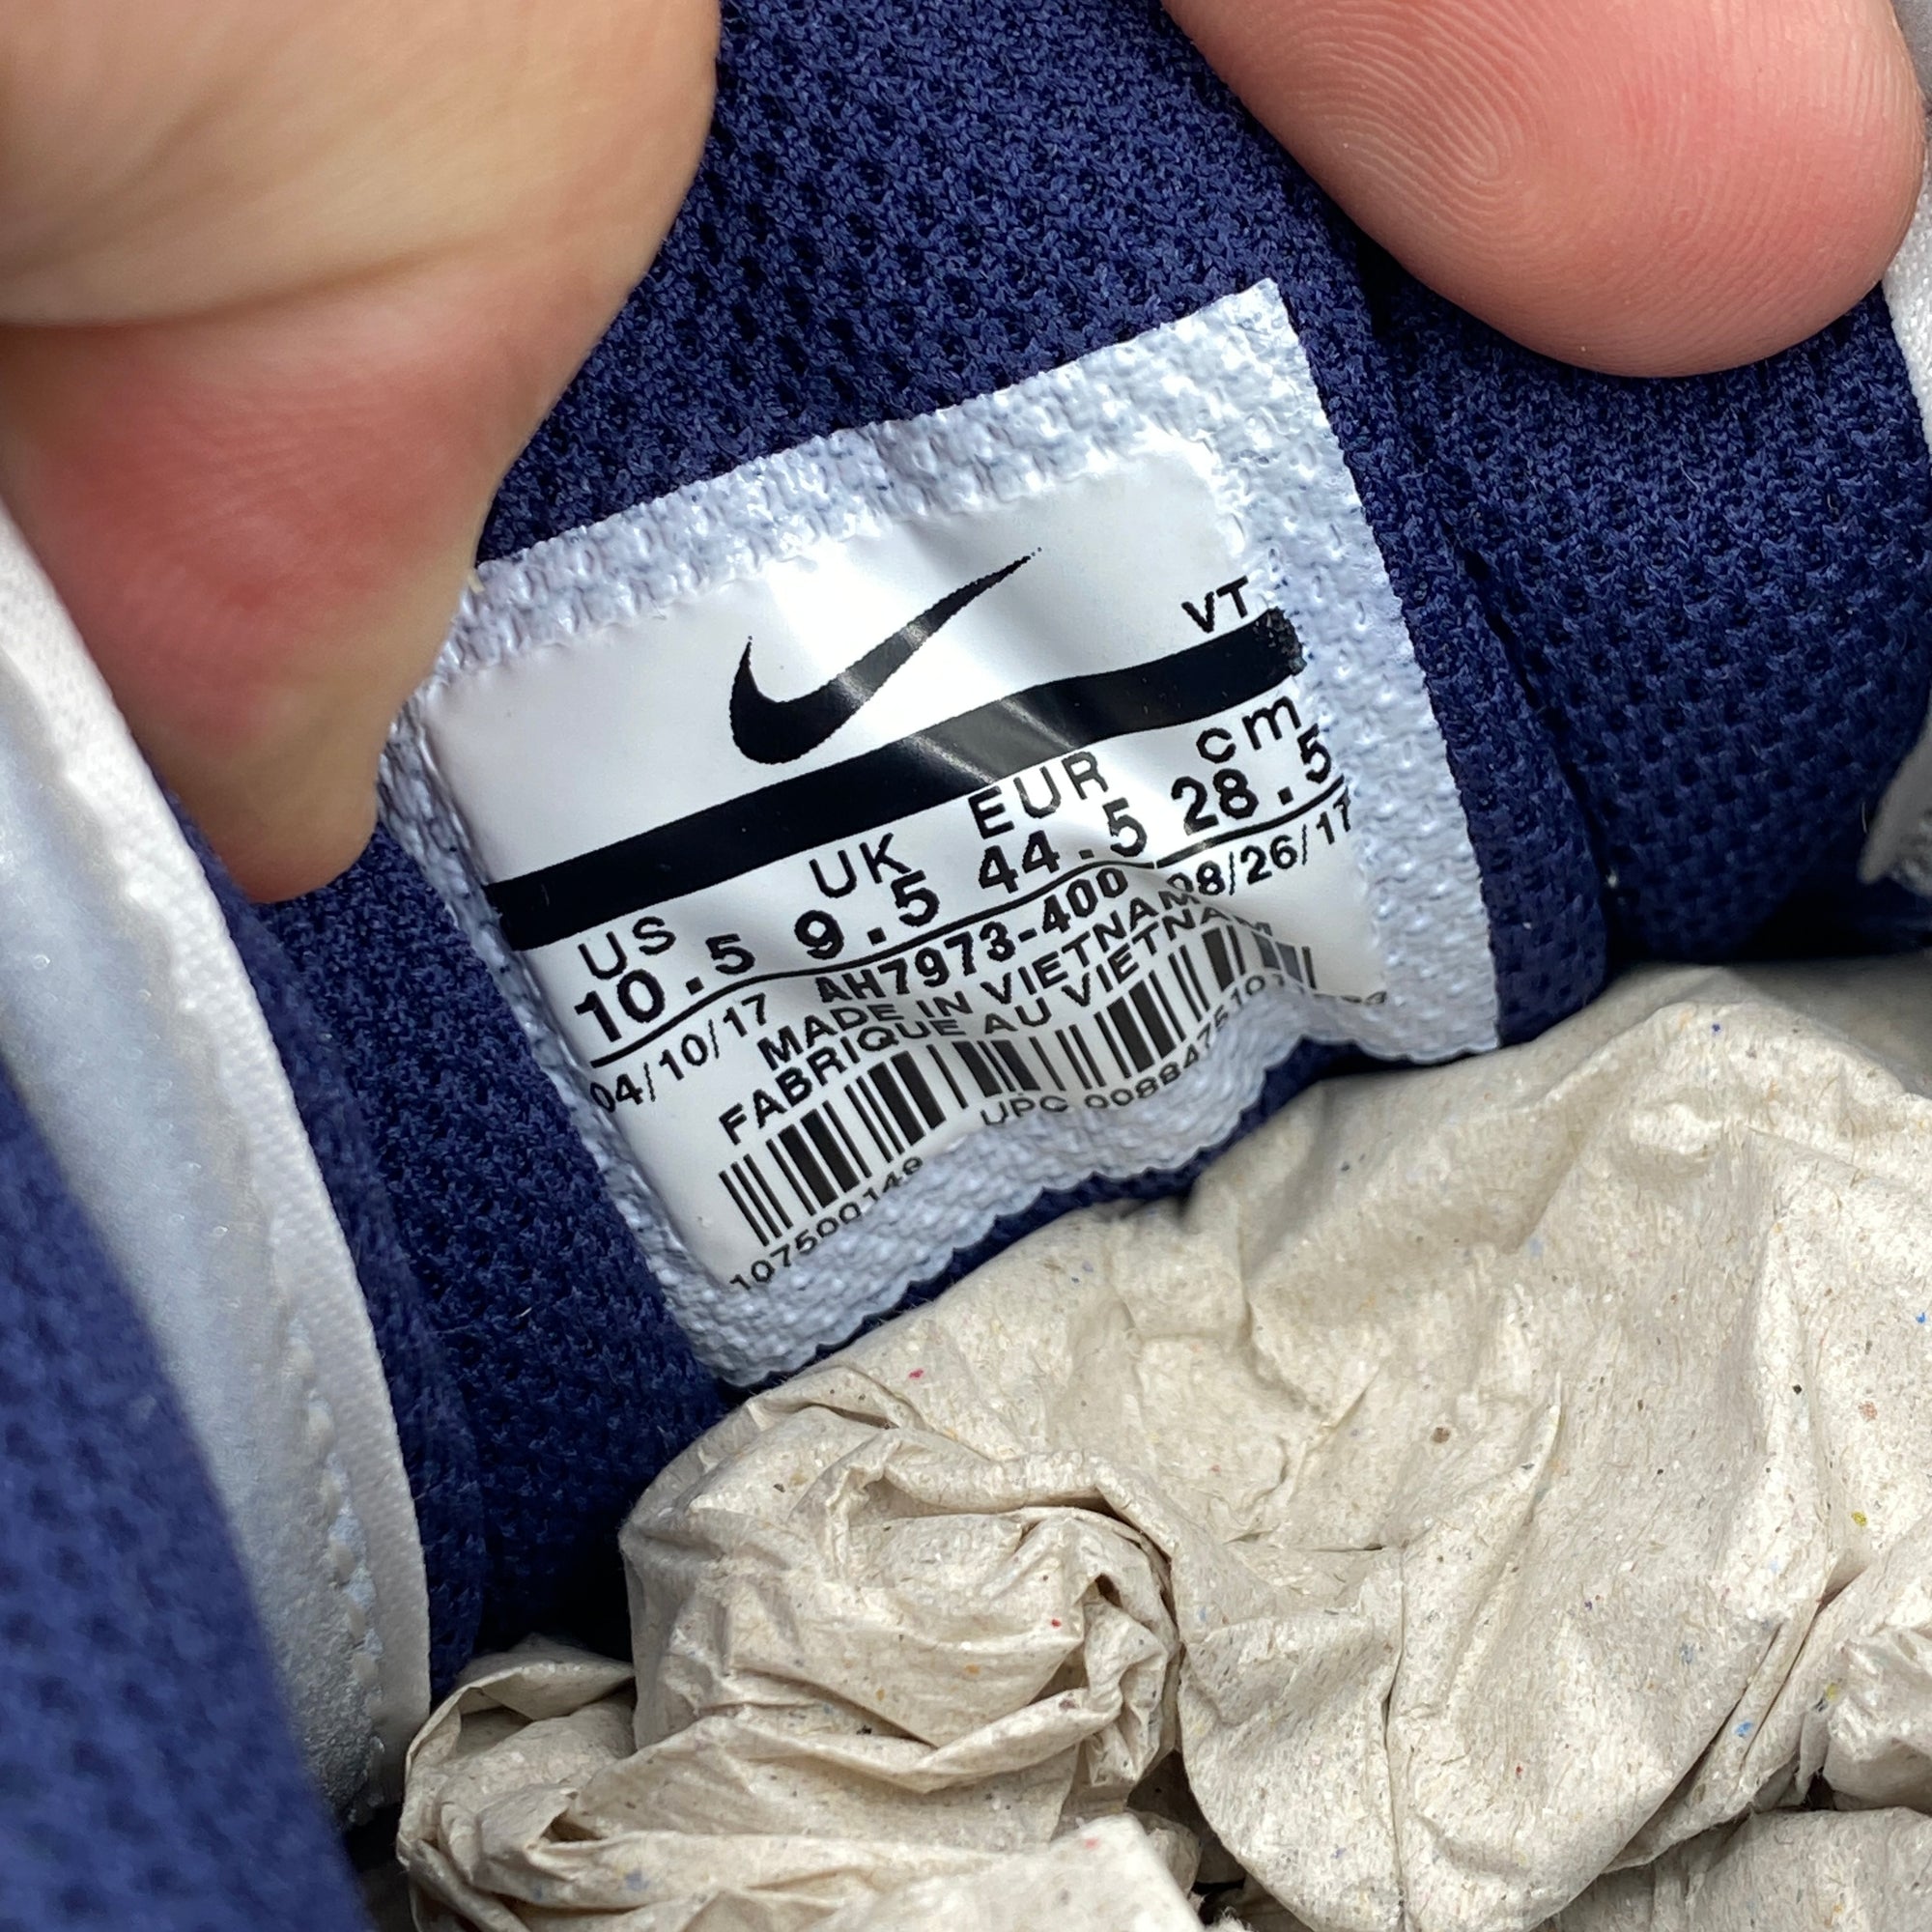 VT
US UK EUR cm
10.5 9.5 44.5 28.5
04/10/17 AH7973-400 08/26/17
MADE IN VIETNAM
FABRIQUE AU VIETNAM
UPC